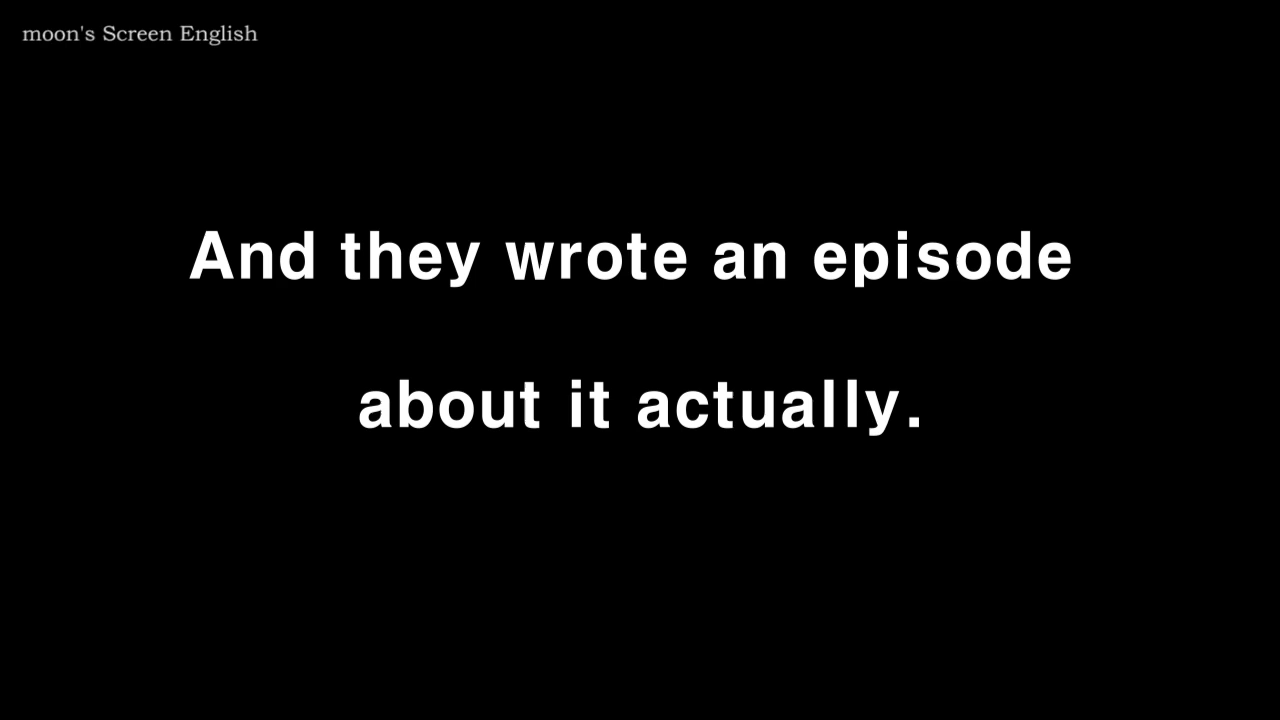 moon's Screen English
And they wrote an episode
about it actually.